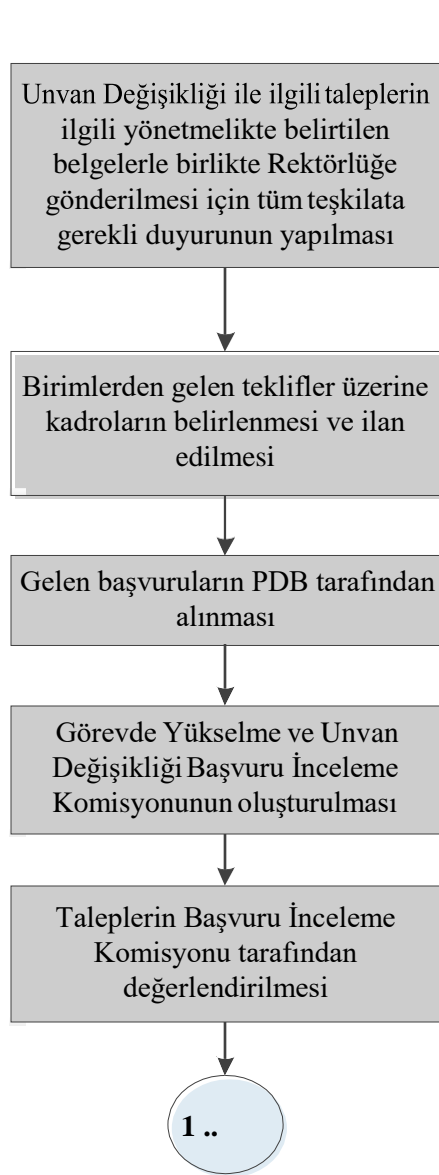 Unvan Değişikliği ile ilgili taleplerin
ilgili yönetmelikte belirtilen
belgelerle birlikte Rektörlüğe
gönderilmesi için tüm teşkilata
gerekli duyurunun yapılması
Birimlerden gelen teklifler üzerine
kadroların belirlenmesi ve ilan
edilmesi
Gelen başvuruların PDB tarafından
alınması
Görevde Yükselme ve Unvan
Değişikliği Başvuru İnceleme
Komisyonunun oluşturulması
Taleplerin Başvuru İnceleme
Komisyonu tarafından
değerlendirilmesi
1 ..